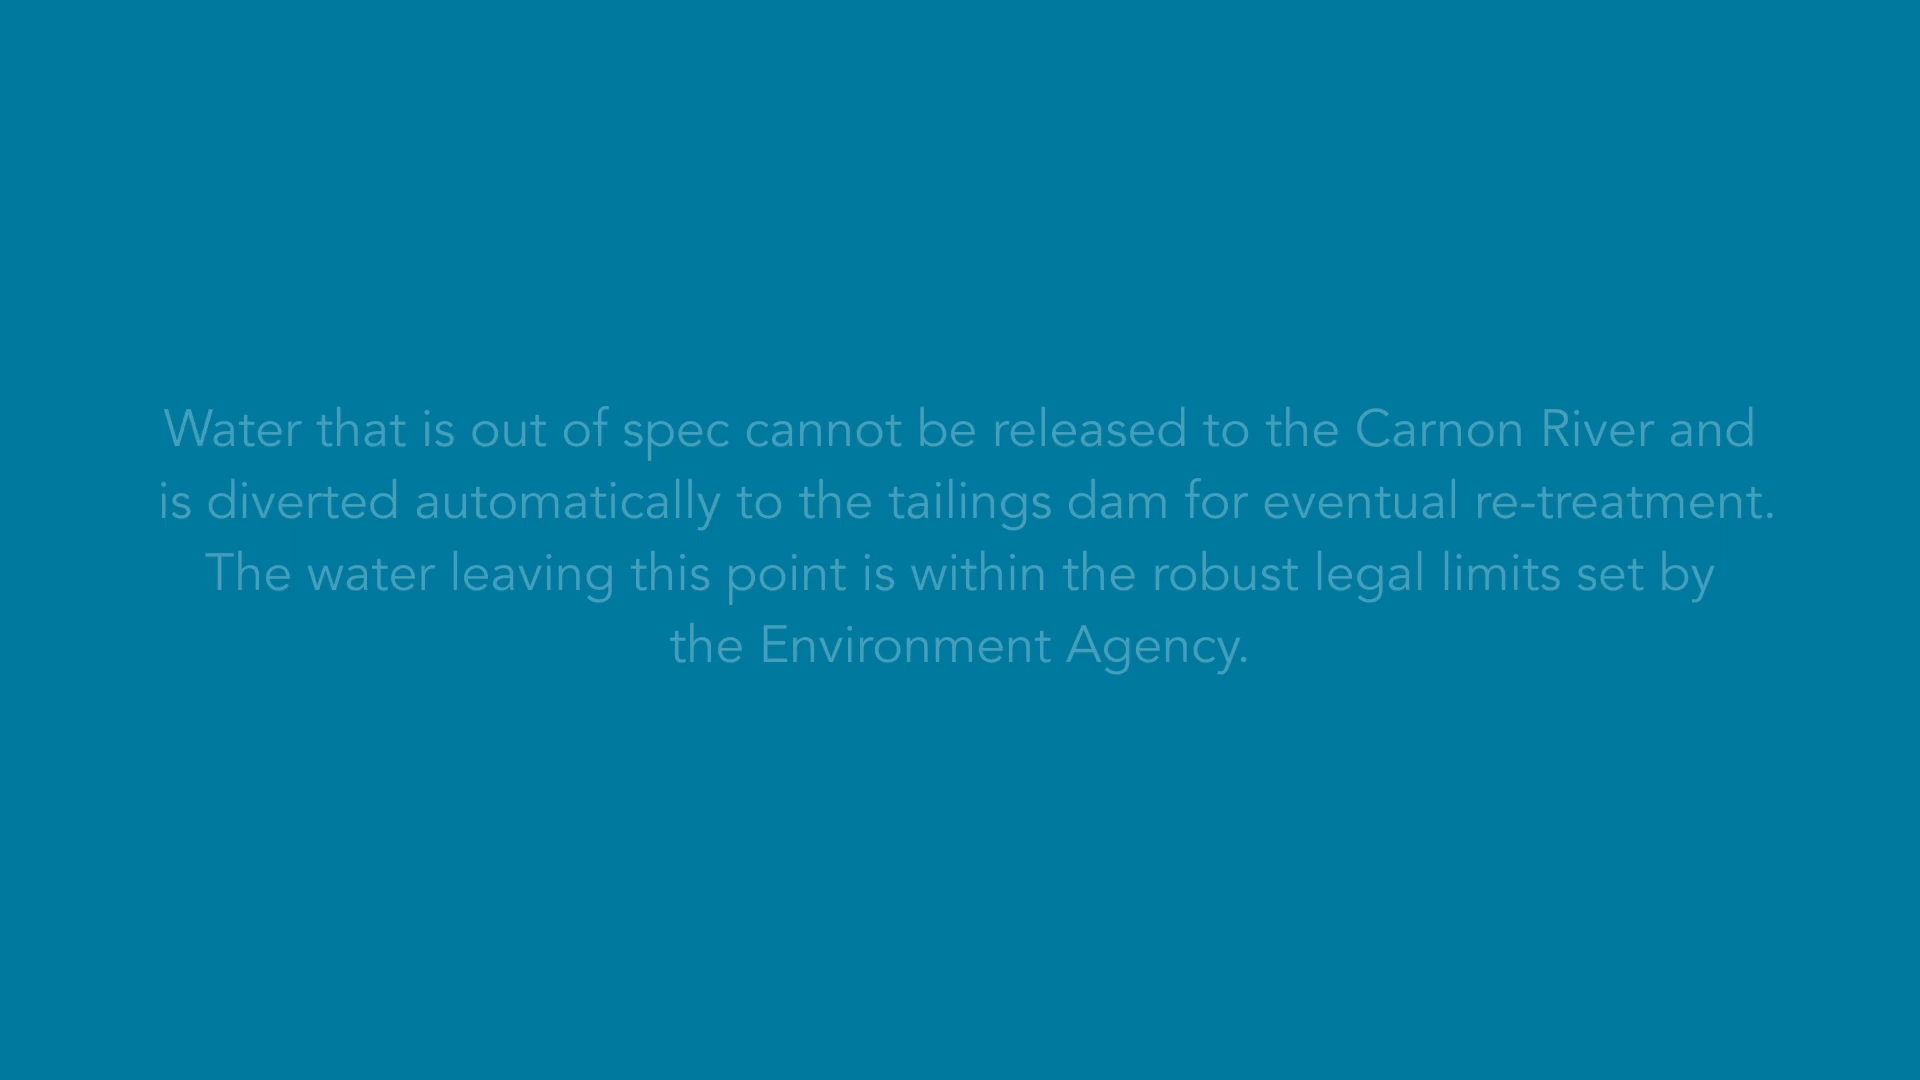 Water that is out of spec cannot be released to the Carnon River and
is diverted automatically to the tailings dam for eventual re-treatment.
The water leaving this point is within the robust legal limits set by
the Environment Agency.